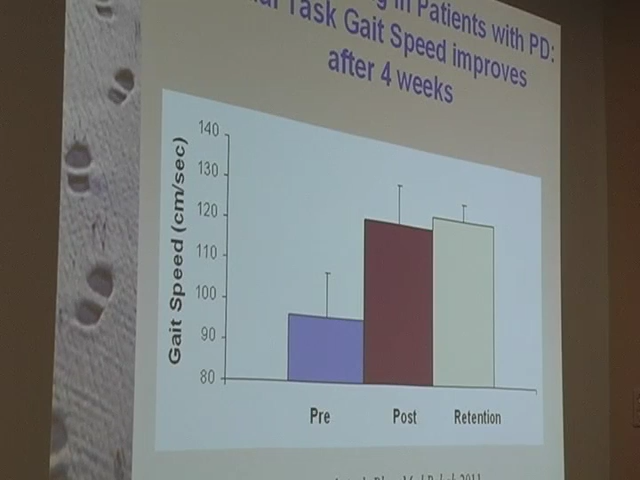 in Patients with PD:
Task Gait Speed improves
after 4 weeks
140
130
120
110
100
90
80
Gait Speed (cm/sec)
Pre
Post
Retention
2011